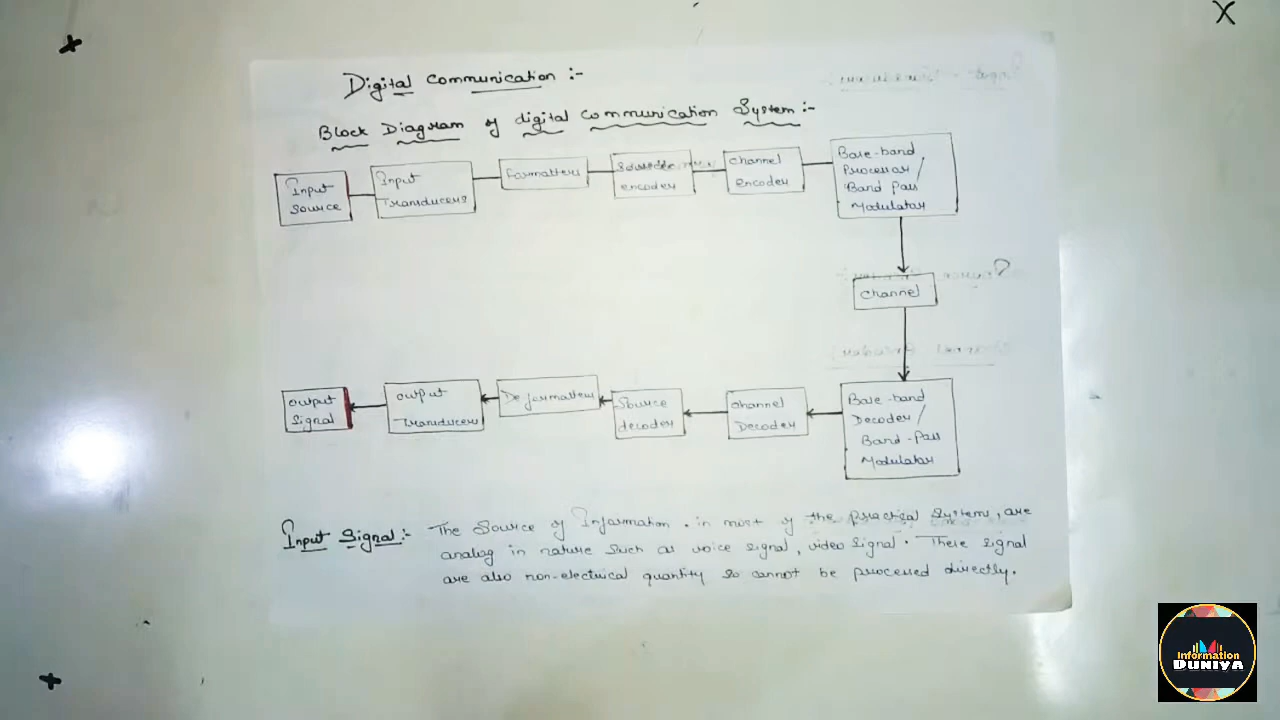 Digital Communication :-
Block Diagram of digital Communication System :-
Input
Source
Input
Transducers
Formatters
encoder
Channel
encoder
Base-band
Processor /
Band Pass
Modulator
Channel
Base-band
Decoder /
Band-Pass
Modulator
Channel
Decoder
Source
decoder
Deformatters
Output
Transducers
Output
Signal
Input Signal :- The Source of Information . in most of the practical System, are
analog in nature such as voice signal, video signal. These signal
are also non-electrical quantity so cannot be processed directly.
Information
DUNIYA